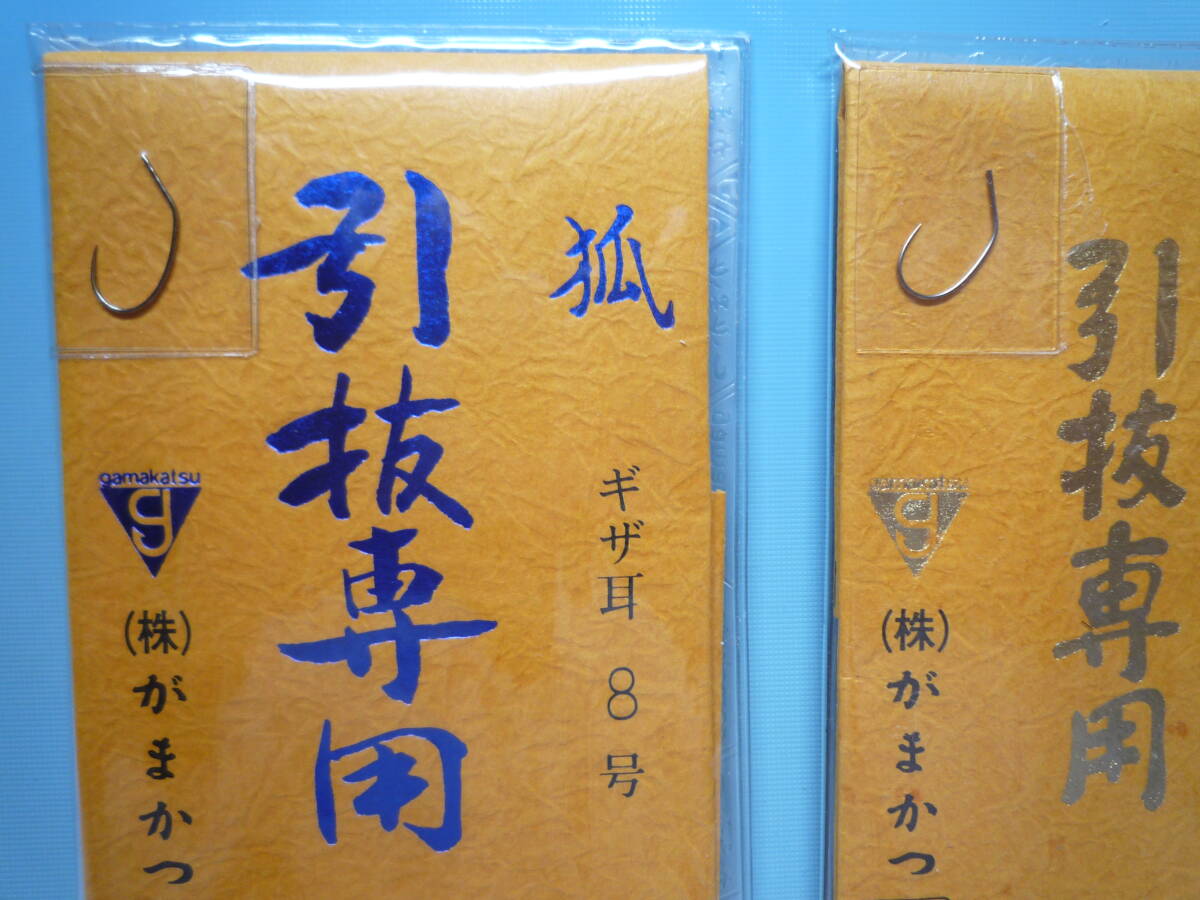 狐
ギザ耳 8号
引抜専用
gamakatsu
g
(株)がまかつ
引抜専用
gamakatsu
g
(株)がまかつ